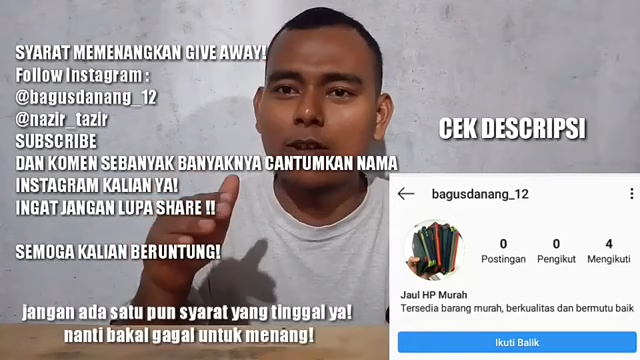 SYARAT MEMENANGKAN GIVE AWAY!
Follow Instagram :
@bagusdanang_12
@nazir_tazir
SUBSCRIBE
DAN KOMEN SEBANYAK BANYAKNYA CANTUMKAN NAMA
INSTAGRAM KALIAN YA!
INGAT JANGAN LUPA SHARE !!
SEMOGA KALIAN BERUNTUNG!
CEK DESCRIPSI
bagusdanang_12
0 0 4
Postingan Pengikut Mengikuti
Jaul HP Murah
Tersedia barang murah, berkualitas dan bermutu baik
Ikuti Balik
jangan ada satu pun syarat yang tinggal ya!
nanti bakal gagal untuk menang!